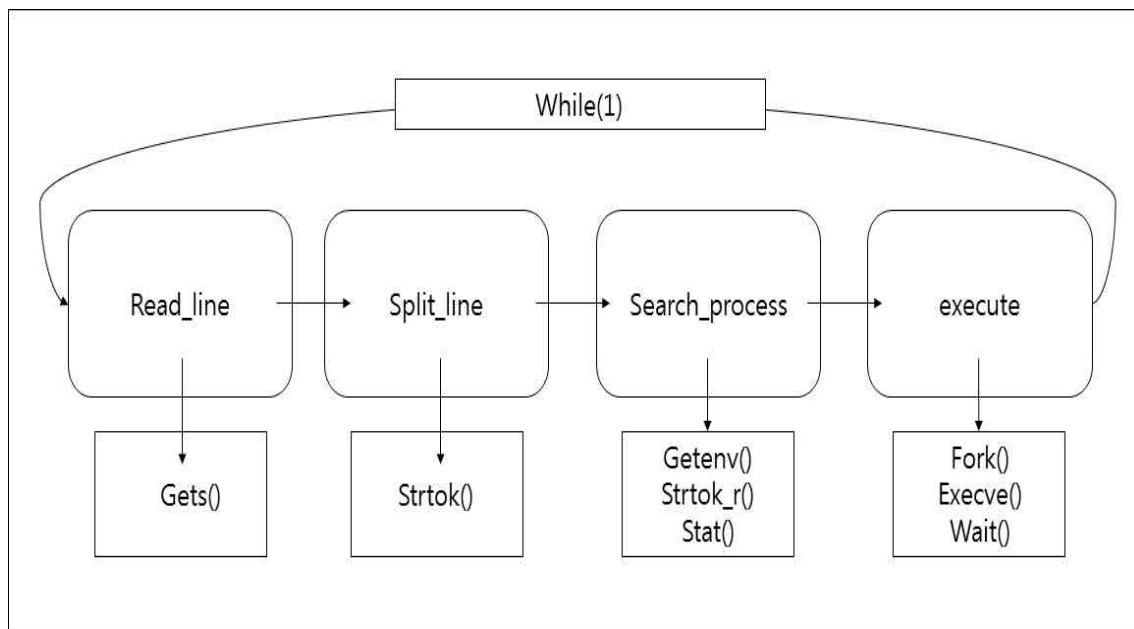 While(1)
Read_line
Split_line
Search_process
execute
Gets()
Strtok()
Getenv()
Strtok_r()
Stat()
Fork()
Execve()
Wait()